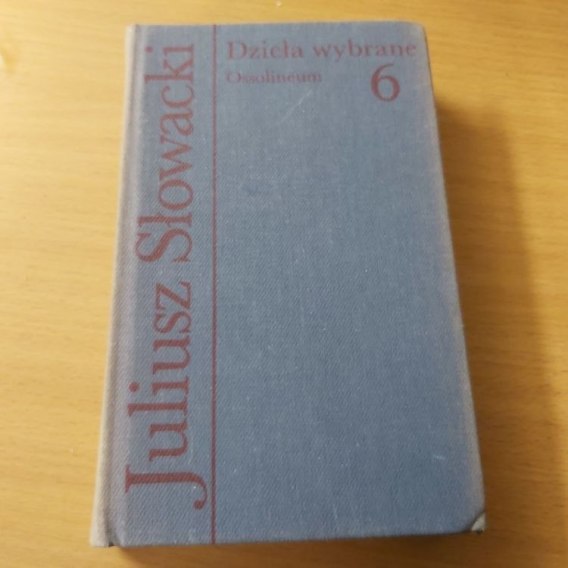 Juliusz Słowacki
Dzieła wybrane
Ossolineum
6